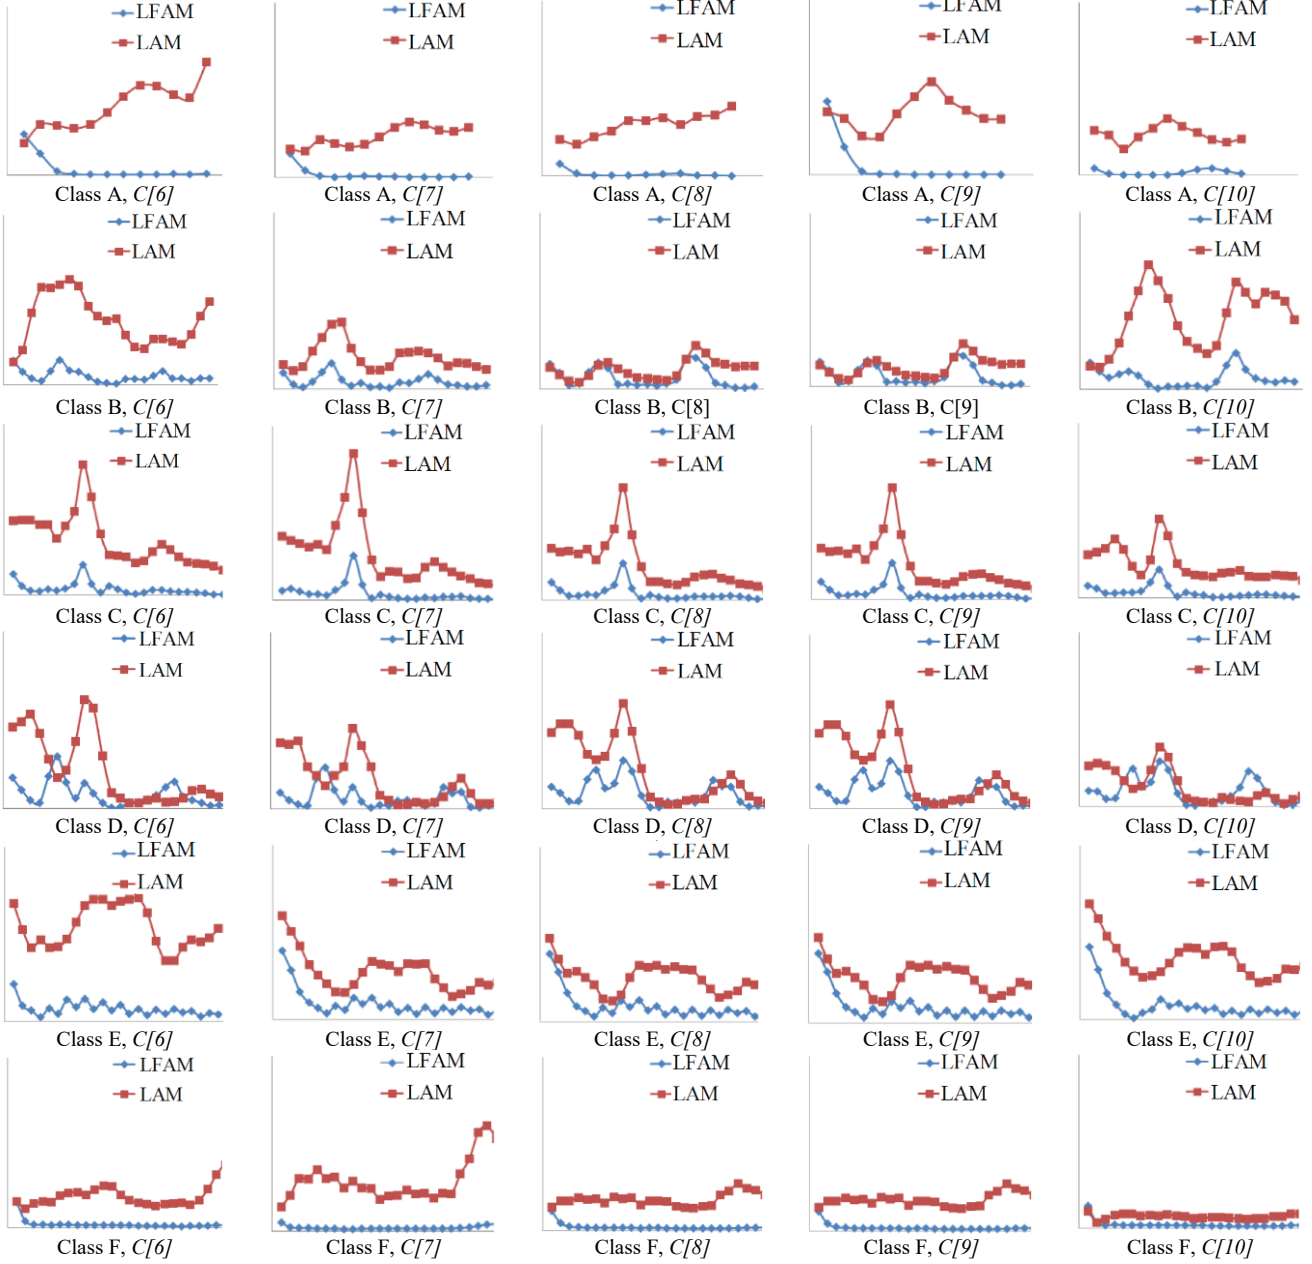 LFAM LFAM LFAM LFAM LFAM
LAM LAM LAM LAM LAM
Class A, C[6] Class A, C[7] Class A, C[8] Class A, C[9] Class A, C[10]
LFAM LFAM LFAM LFAM LFAM
LAM LAM LAM LAM LAM
Class B, C[6] Class B, C[7] Class B, C[8] Class B, C[9] Class B, C[10]
LFAM LFAM LFAM LFAM LFAM
LAM LAM LAM LAM LAM
Class C, C[6] Class C, C[7] Class C, C[8] Class C, C[9] Class C, C[10]
LFAM LFAM LFAM LFAM LFAM
LAM LAM LAM LAM LAM
Class D, C[6] Class D, C[7] Class D, C[8] Class D, C[9] Class D, C[10]
LFAM LFAM LFAM LFAM LFAM
LAM LAM LAM LAM LAM
Class E, C[6] Class E, C[7] Class E, C[8] Class E, C[9] Class E, C[10]
LFAM LFAM LFAM LFAM LFAM
LAM LAM LAM LAM LAM
Class F, C[6] Class F, C[7] Class F, C[8] Class F, C[9] Class F, C[10]